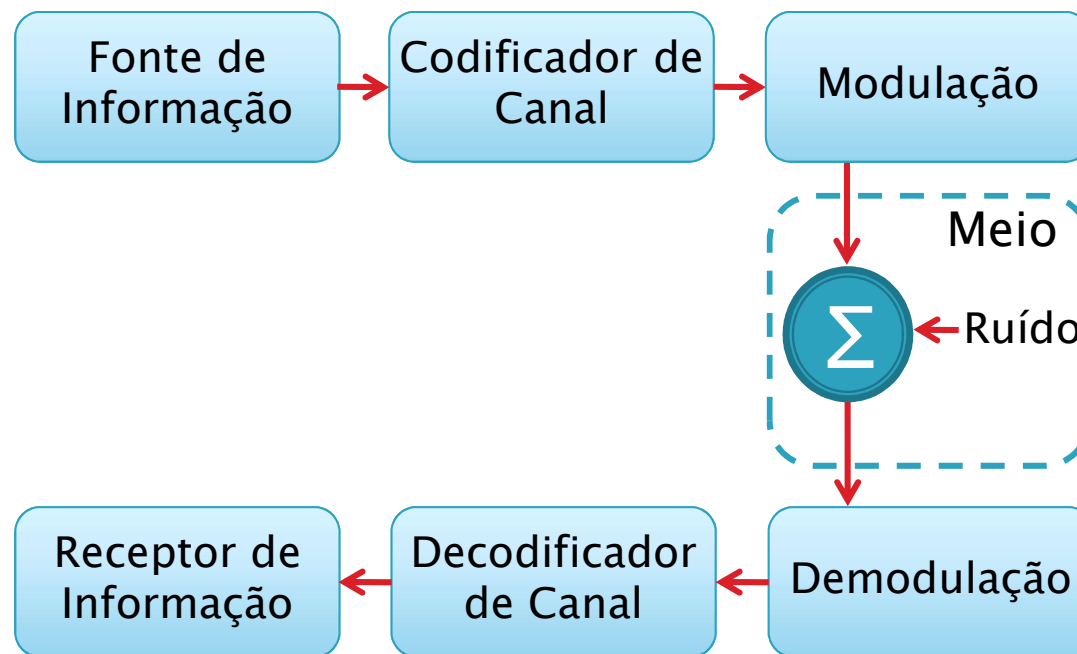 Fonte de
Informação
Codificador de
Canal
Modulação
Meio
Σ
Ruído
Receptor de
Informação
Decodificador
de Canal
Demodulação